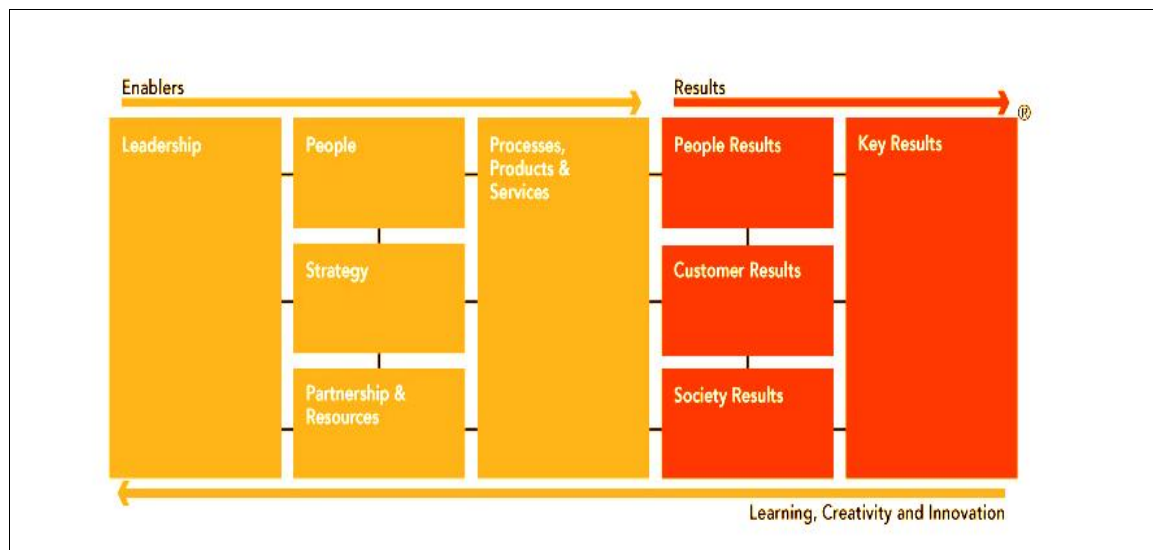 Enablers
Results
®
Leadership
People
Processes,
Products &
Services
People Results
Key Results
Strategy
Customer Results
Partnership &
Resources
Society Results
Learning, Creativity and Innovation